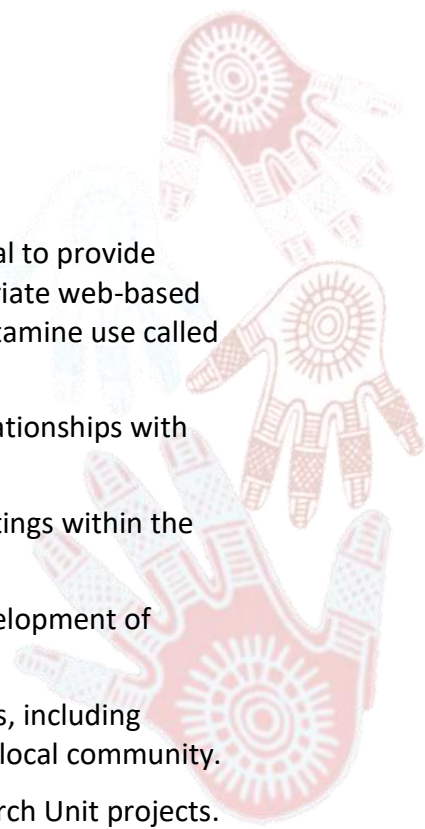 al to provide
riate web-based
tamine use called
ationships with
tings within the
elopment of
s, including
local community.
rch Unit projects.